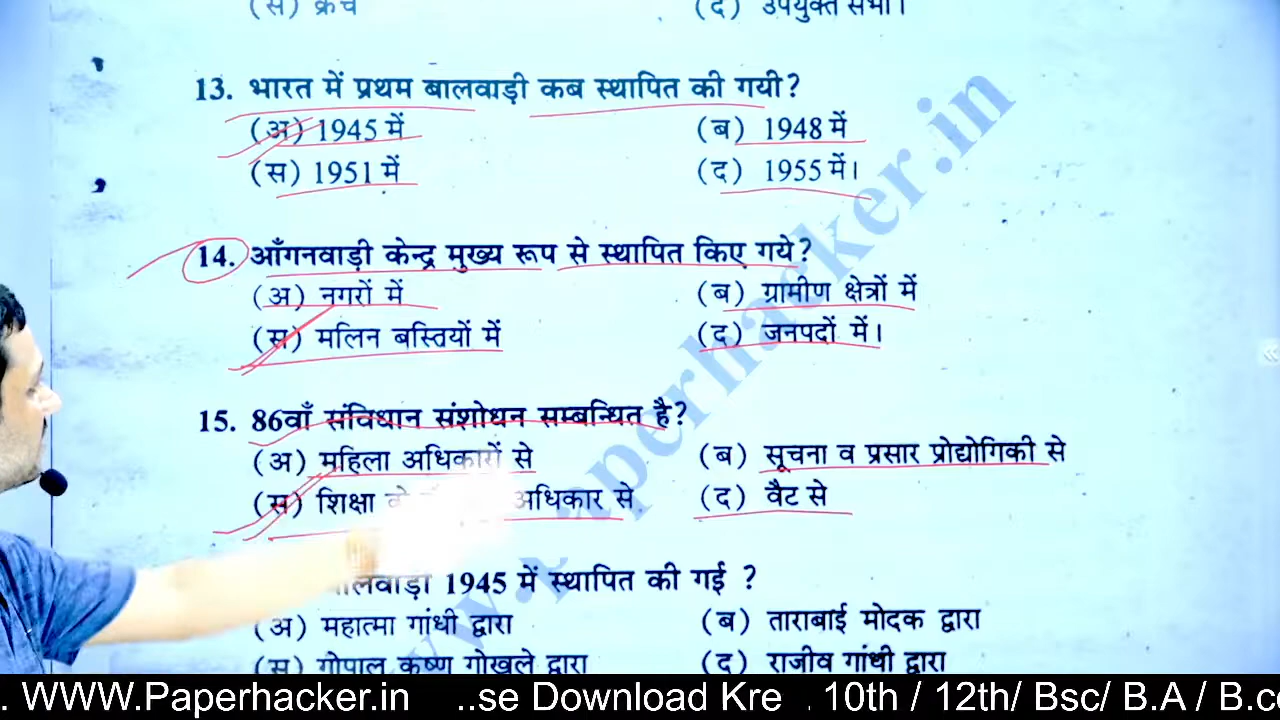 (स) क्रेच (द) उपर्युक्त सभी।
13. भारत में प्रथम बालवाड़ी कब स्थापित की गयी?
(अ) 1945 में (ब) 1948 में
(स) 1951 में (द) 1955 में।
14. आँगनवाड़ी केन्द्र मुख्य रूप से स्थापित किए गये?
(अ) नगरों में (ब) ग्रामीण क्षेत्रों में
(स) मलिन बस्तियों में (द) जनपदों में।
15. 86वाँ संविधान संशोधन सम्बन्धित है?
(अ) महिला अधिकारों से (ब) सूचना व प्रसार प्रोद्योगिकी से
(स) शिक्षा अधिकार से (द) वैट से
1945 में स्थापित की गई ?
(अ) महात्मा गांधी द्वारा (ब) ताराबाई मोदक द्वारा
(स) गोपाल कृष्ण गोखले द्वारा (द) राजीव गांधी द्वारा
paperhacker.in
. WWW.Paperhacker.in ..se Download Kre . 10th / 12th/ Bsc/ B.A / B.c